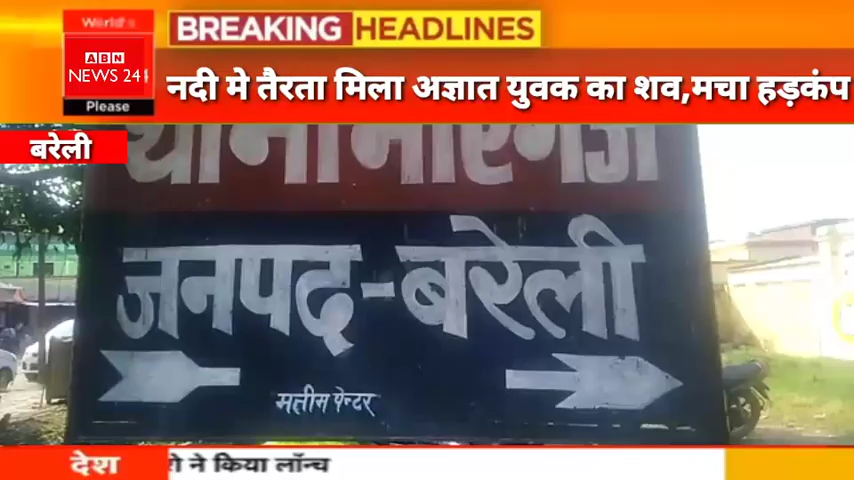 World's
BREAKING HEADLINES
ABN
NEWS 24
Please
नदी मे तैरता मिला अज्ञात युवक का शव,मचा हड़कंप
बरेली
थाना मीरगंज
जनपद-बरेली
मतीम पेन्टर
देश
ने किया लॉन्च